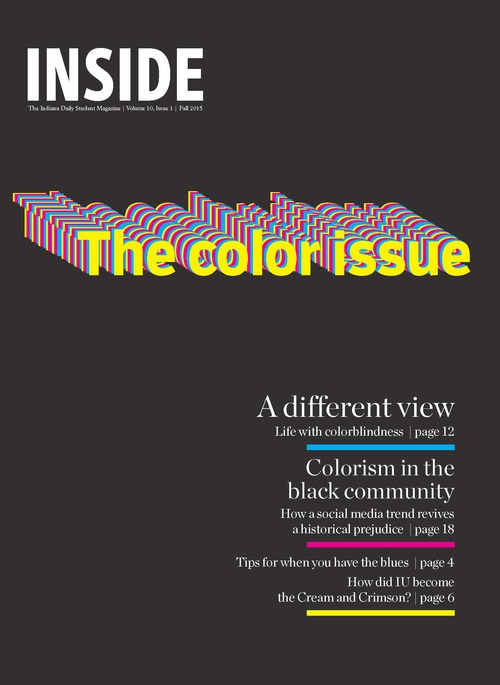 INSIDE
The Indiana Daily Student Magazine | Volume 10, Issue 1 | Fall 2015
The color issue
A different view
Life with colorblindness | page 12
Colorism in the
black community
How a social media trend revives
a historical prejudice | page 18
Tips for when you have the blues | page 4
How did IU become
the Cream and Crimson? | page 6